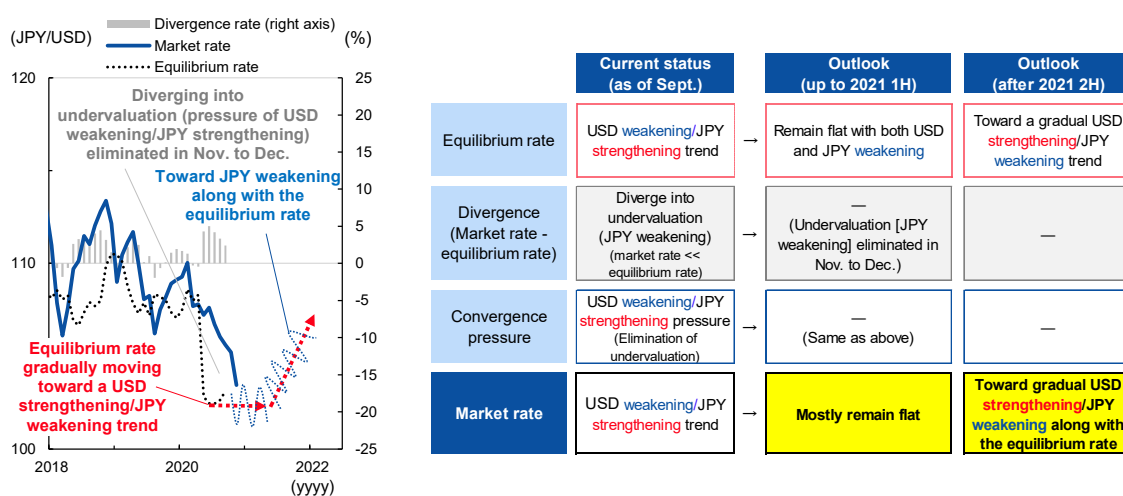 Divergence rate (right axis)
(JPY/USD)
Market rate
(%)
Equilibrium rate
120
25
Diverging into
undervaluation (pressure of USD
weakening/JPY strengthening)
eliminated in Nov. to Dec.
20
15
Toward JPY weakening
along with the
equilibrium rate
10
5
110
0
-5
-10
Equilibrium rate
gradually moving
toward a USD
strengthening/JPY
weakening trend
-15
-20
100
-25
2018
2020
2022
(yyyy)
Current status
(as of Sept.)
Outlook
(up to 2021 1H)
Outlook
(after 2021 2H)
Equilibrium rate
USD weakening/JPY
strengthening trend
→
Remain flat with both USD
and JPY weakening
Toward a gradual USD
strengthening/JPY
weakening trend
Divergence
(Market rate -
equilibrium rate)
Diverge into
undervaluation
(JPY weakening)
(market rate <<
equilibrium rate)
→
—
(Undervaluation [JPY
weakening] eliminated in
Nov. to Dec.)
—
Convergence
pressure
USD weakening/JPY
strengthening pressure
(Elimination of
undervaluation)
→
—
(Same as above)
—
Market rate
USD weakening/JPY
strengthening trend
→
Mostly remain flat
Toward gradual USD
strengthening/JPY
weakening along with
the equilibrium rate